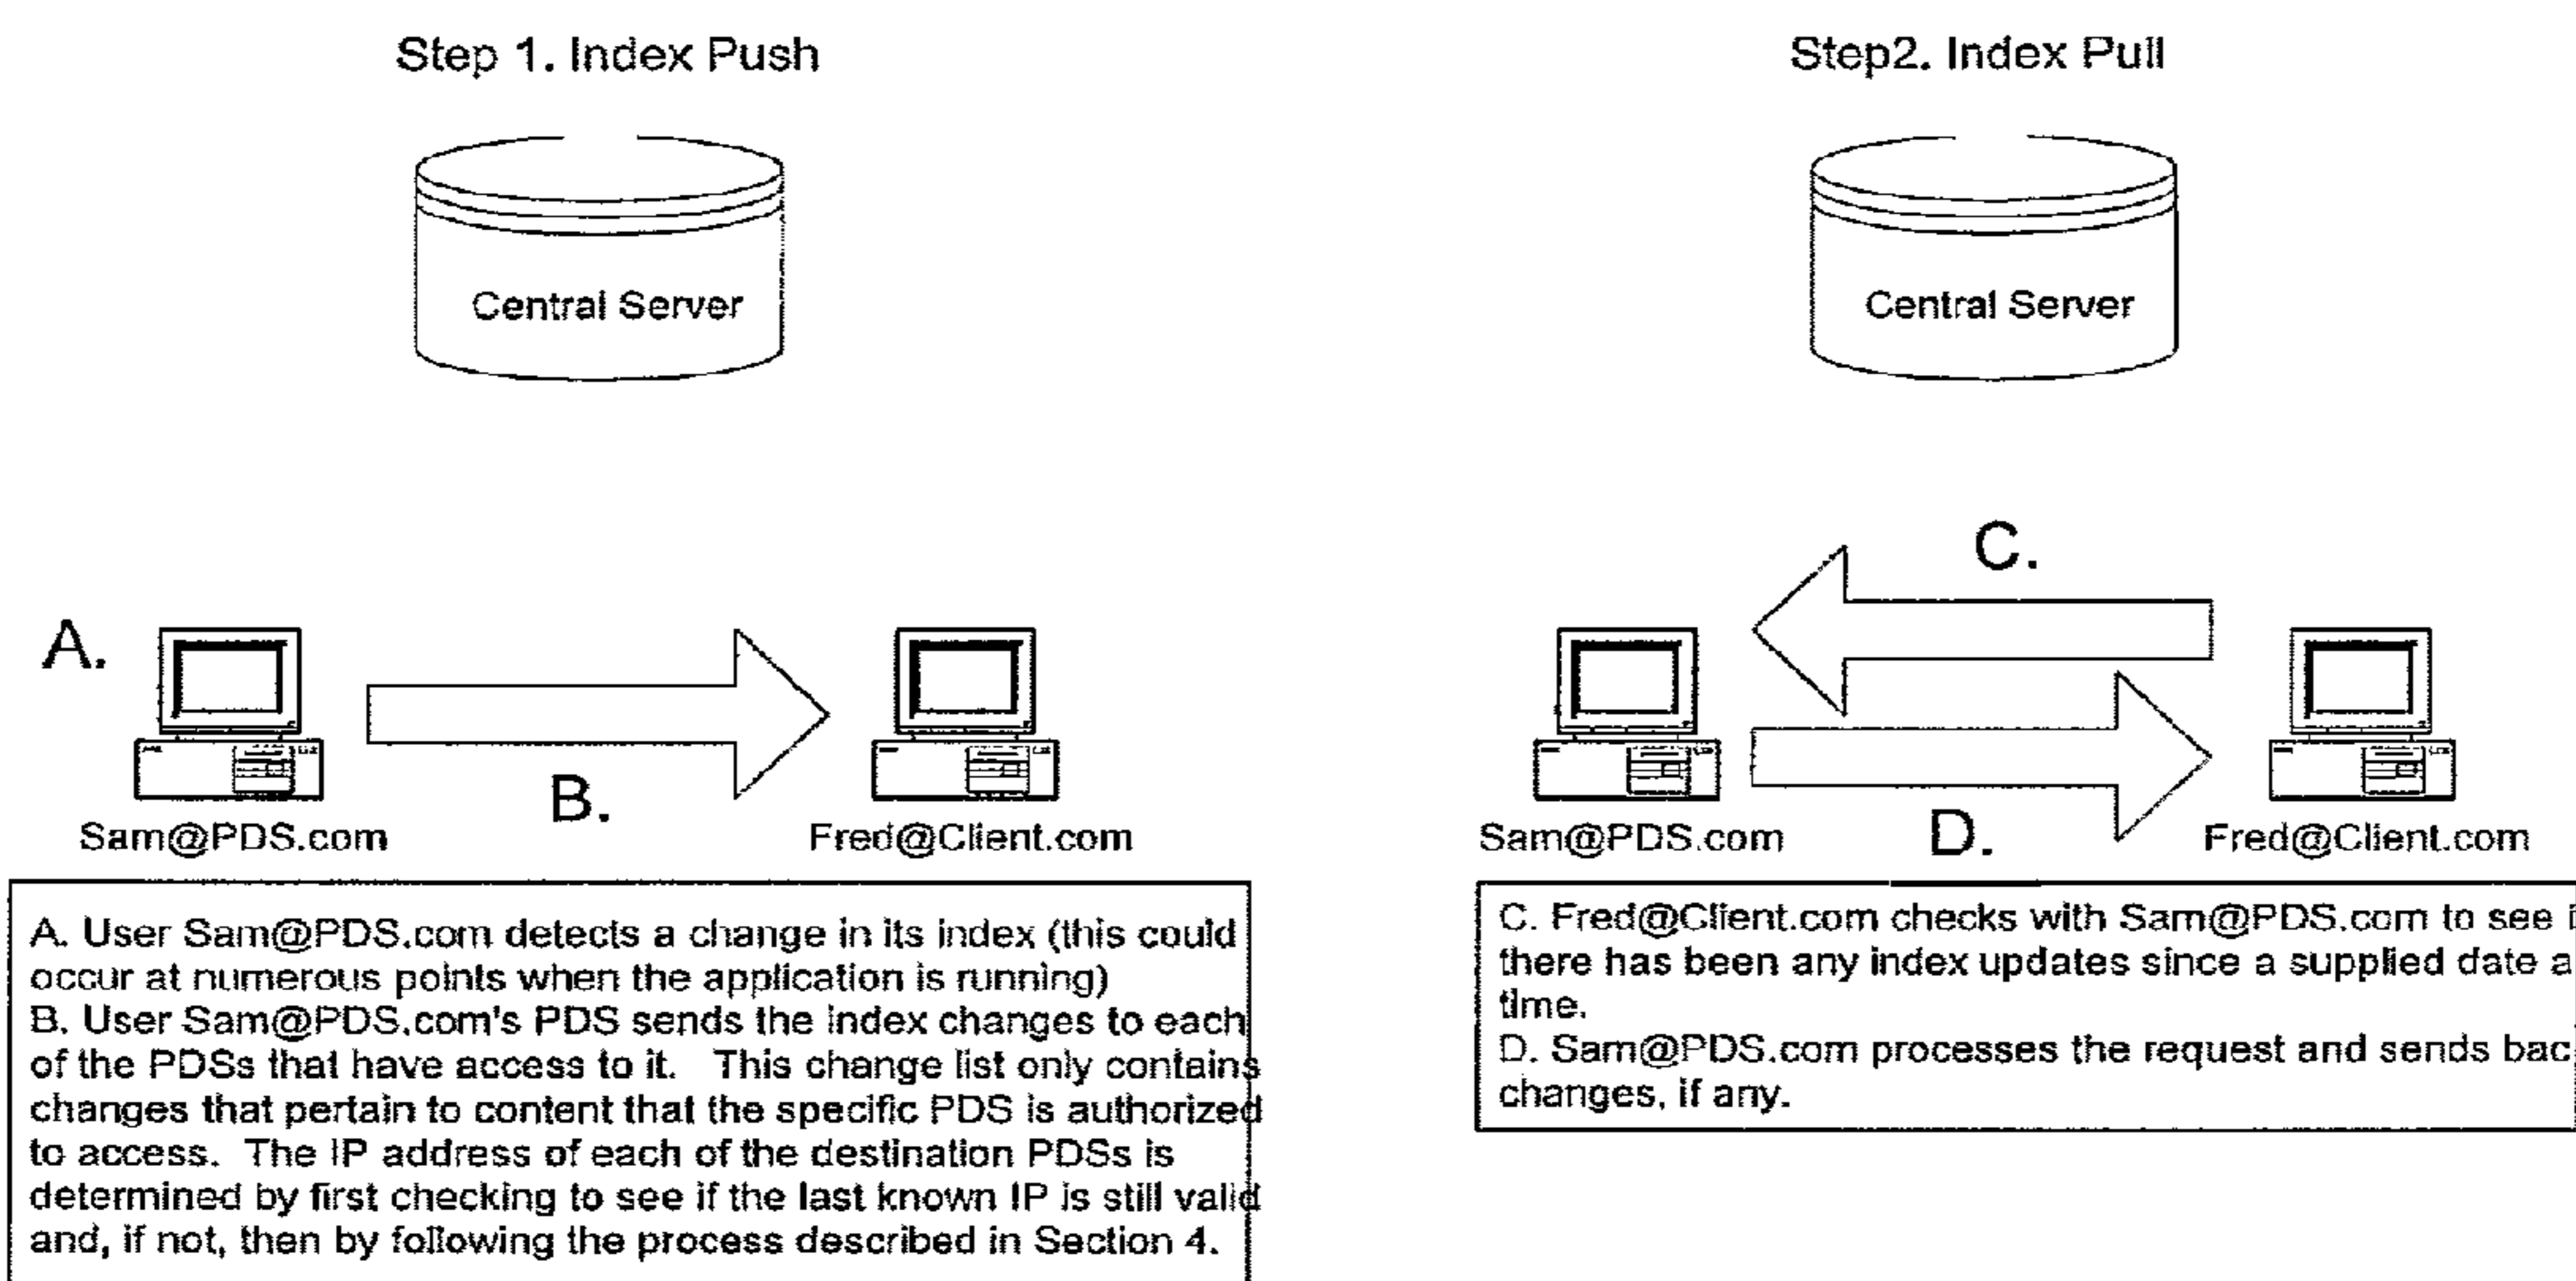 Step 1. Index Push
Central Server
A.
B.
Sam@PDS.com
Fred@Client.com
A. User Sam@PDS.com detects a change in its index (this could
occur at numerous points when the application is running)
B. User Sam@PDS.com's PDS sends the index changes to each
of the PDSs that have access to it. This change list only contains
changes that pertain to content that the specific PDS is authorized
to access. The IP address of each of the destination PDSs is
determined by first checking to see if the last known IP is still valid
and, if not, then by following the process described in Section 4.
Step2. Index Pull
Central Server
C.
D.
Sam@PDS.com
Fred@Client.com
C. Fred@Client.com checks with Sam@PDS.com to see
there has been any index updates since a supplied date
time.
D. Sam@PDS.com processes the request and sends
changes, if any.